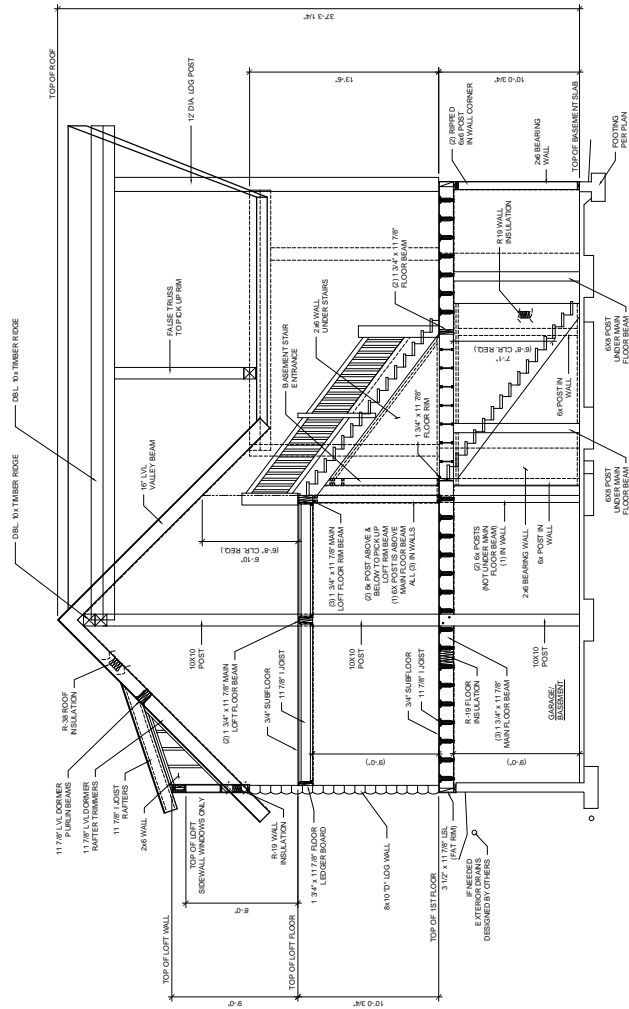 37'-3 1/4"
TOP OF ROOF
13'-6"
10'-0 3/4"
12' DIA. LOG POST
(2) RIPPED
6x6 POST
IN WALL CORNER
2x6 BEARING
WALL
TOP OF BASEMENT SLAB
FOOTING
PER PLAN
DBL. 10x TIMBER RIDGE
FALSE TRUSS
TO PICK UP RIM
(2) 1 3/4" x 11 7/8"
FLOOR BEAM
R-19 WALL
INSULATION
2x6 WALL
UNDER STAIRS
BASEMENT STAIR
ENTRANCE
7'-1"
(6'-8" CLR. REQ.)
6X8 POST
UNDER MAIN
FLOOR BEAM
DBL. 10x TIMBER RIDGE
16" LVL
VALLEY BEAM
1 3/4" x 11 7/8"
FLOOR RIM
6x POST IN
WALL
6X8 POST
UNDER MAIN
FLOOR BEAM
6'-10"
(6'-8" CLR. REQ.)
(3) 1 3/4" x 11 7/8" MAIN
LOFT FLOOR RIM BEAM
(2) 6x POST ABOVE &
BELOW TO PICK UP
LOFT RIM BEAM
(1) 6X POST IS ABOVE
MAIN FLOOR BEAM
ALL (3) IN WALLS
(2) 6x POSTS
(NOT UNDER MAIN
FLOOR BEAM)
(1) IN WALL
2x6 BEARING WALL
6x POST IN
WALL
10X10
POST
10X10
POST
10X10
POST
R-38 ROOF
INSULATION
(2) 1 3/4" x 11 7/8" MAIN
LOFT FLOOR BEAM
3/4" SUBFLOOR
11 7/8" I JOIST
3/4" SUBFLOOR
11 7/8" I JOIST
R-19 FLOOR
INSULATION
(3) 1 3/4" x 11 7/8"
MAIN FLOOR BEAM
GARAGE/
BASEMENT
(9'-0")
(9'-0")
11 7/8" LVL DORMER
PURLIN BEAMS
11 7/8" LVL DORMER
RAFTER TRIMMERS
11 7/8" I JOIST
RAFTERS
2x6 WALL
TOP OF LOFT
SIDEWALL WINDOWS ONLY
R-19 WALL
INSULATION
1 3/4" x 11 7/8" FLOOR
LEDGER BOARD
8x10 "D" LOG WALL
3 1/2" x 11 7/8" LSL
(FAT RIM)
IF NEEDED
EXTERIOR DRAINS
DESIGNED BY OTHERS
8'-0"
TOP OF LOFT WALL
TOP OF LOFT FLOOR
TOP OF 1ST FLOOR
9'-0"
10'-0 3/4"